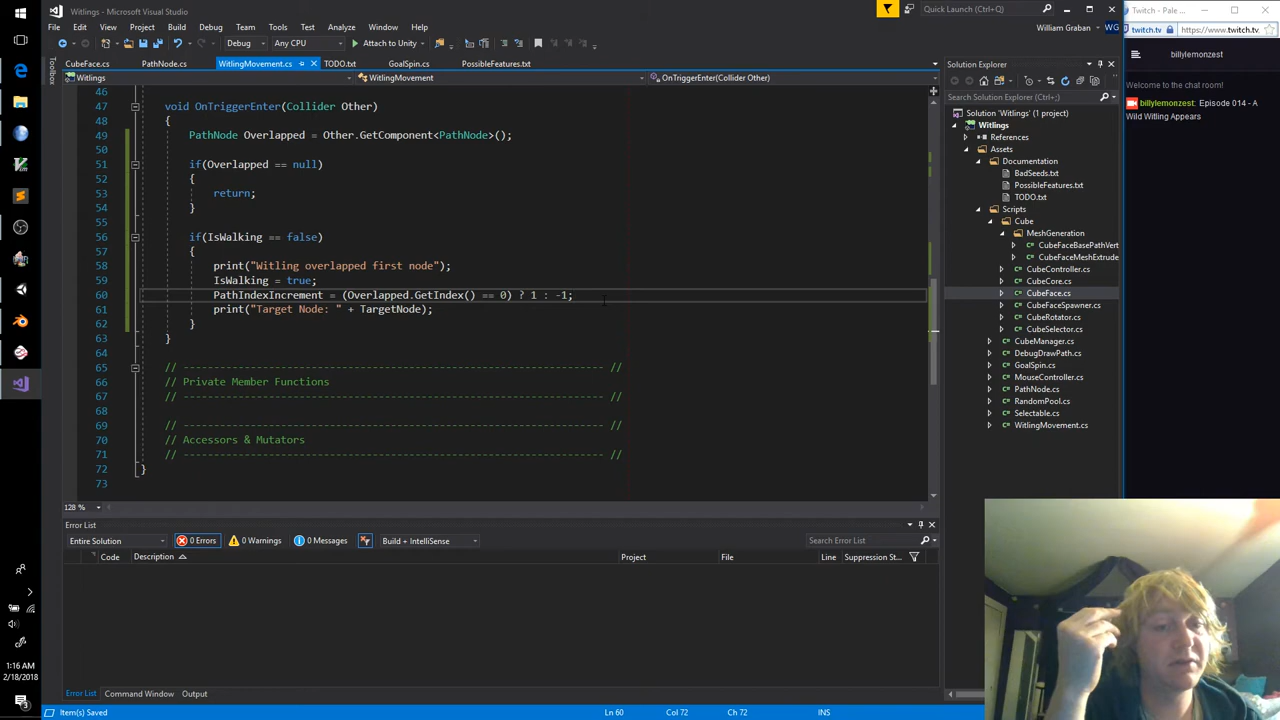 Witlings - Microsoft Visual Studio
Quick Launch (Ctrl+Q)
Twitch - Pale
File Edit View Project Build Debug Team Tools Test Analyze Window Help
William Graban WG
twitch.tv https://www.twitch.tv
Debug Any CPU Attach to Unity
CubeFace.cs PathNode.cs WitlingMovement.cs TODO.txt GoalSpin.cs PossibleFeatures.txt
Toolbox
Witlings WitlingMovement OnTriggerEnter(Collider Other)
46
47 void OnTriggerEnter(Collider Other)
48 {
49 PathNode Overlapped = Other.GetComponent<PathNode>();
50
51 if(Overlapped == null)
52 {
53 return;
54 }
55
56 if(IsWalking == false)
57 {
58 print("Witling overlapped first node");
59 IsWalking = true;
60 PathIndexIncrement = (Overlapped.GetIndex() == 0) ? 1 : -1;
61 print("Target Node: " + TargetNode);
62 }
63 }
64
65 // ------------------------------------------------------------------------ //
66 // Private Member Functions
67 // ------------------------------------------------------------------------ //
68
69 // ------------------------------------------------------------------------ //
70 // Accessors & Mutators
71 // ------------------------------------------------------------------------ //
72 }
73
128 %
Solution Explorer
Search Solution Explorer (Ctrl+;)
Solution 'Witlings' (1 project)
Witlings
References
Assets
Documentation
BadSeeds.txt
PossibleFeatures.txt
TODO.txt
Scripts
Cube
MeshGeneration
CubeFaceBasePathVert
CubeFaceMeshExtrude
CubeController.cs
CubeCore.cs
CubeFace.cs
CubeFaceSpawner.cs
CubeRotator.cs
CubeSelector.cs
CubeManager.cs
DebugDrawPath.cs
GoalSpin.cs
MouseController.cs
PathNode.cs
RandomPool.cs
Selectable.cs
WitlingMovement.cs
billylemonzest
Welcome to the chat room!
billylemonzest: Episode 014 - A
Wild Witling Appears
Error List
Entire Solution 0 Errors 0 Warnings 0 Messages Build + IntelliSense Search Error List
Code Description Project File Line Suppression St...
Error List Command Window Output
Item(s) Saved Ln 60 Col 72 Ch 72 INS
1:16 AM
2/18/2018
3